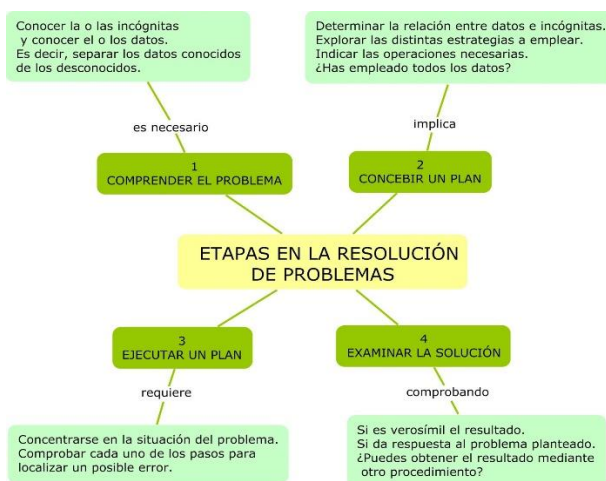 Conocer la o las incógnitas
y conocer el o los datos.
Es decir, separar los datos conocidos
de los desconocidos.
Determinar la relación entre datos e incógnitas.
Explorar las distintas estrategias a emplear.
Indicar las operaciones necesarias.
¿Has empleado todos los datos?
es necesario
implica
1
COMPRENDER EL PROBLEMA
2
CONCEBIR UN PLAN
ETAPAS EN LA RESOLUCIÓN
DE PROBLEMAS
3
EJECUTAR UN PLAN
4
EXAMINAR LA SOLUCIÓN
requiere
comprobando
Concentrarse en la situación del problema.
Comprobar cada uno de los pasos para
localizar un posible error.
Si es verosímil el resultado.
Si da respuesta al problema planteado.
¿Puedes obtener el resultado mediante
otro procedimiento?